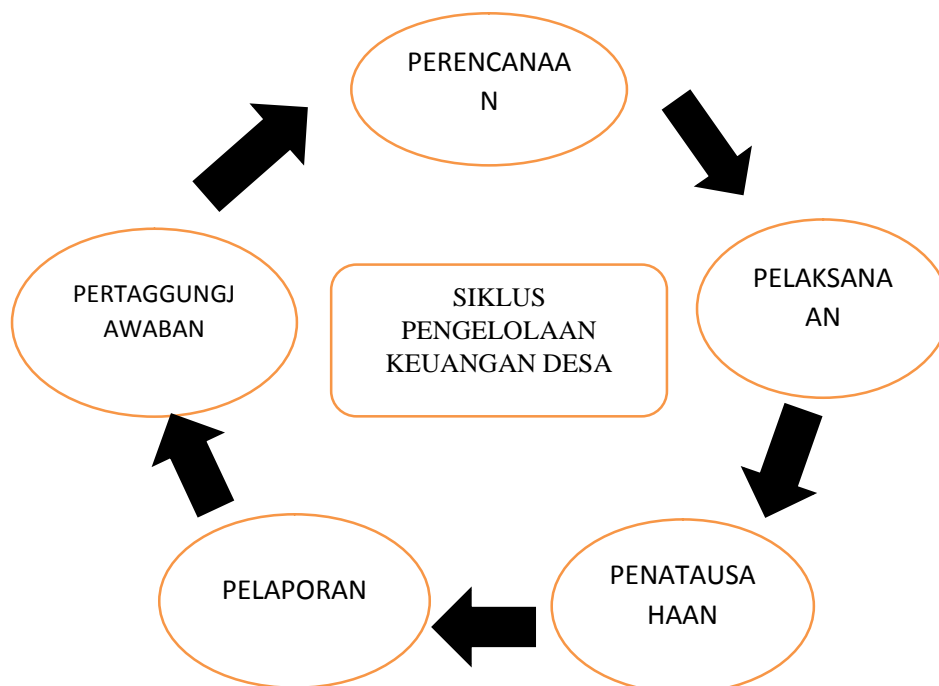 PERENCANAA
N
PELAKSANA
AN
PENATAUSA
HAAN
PELAPORAN
PERTAGGUNGJ
AWABAN
SIKLUS
PENGELOLAAN
KEUANGAN DESA